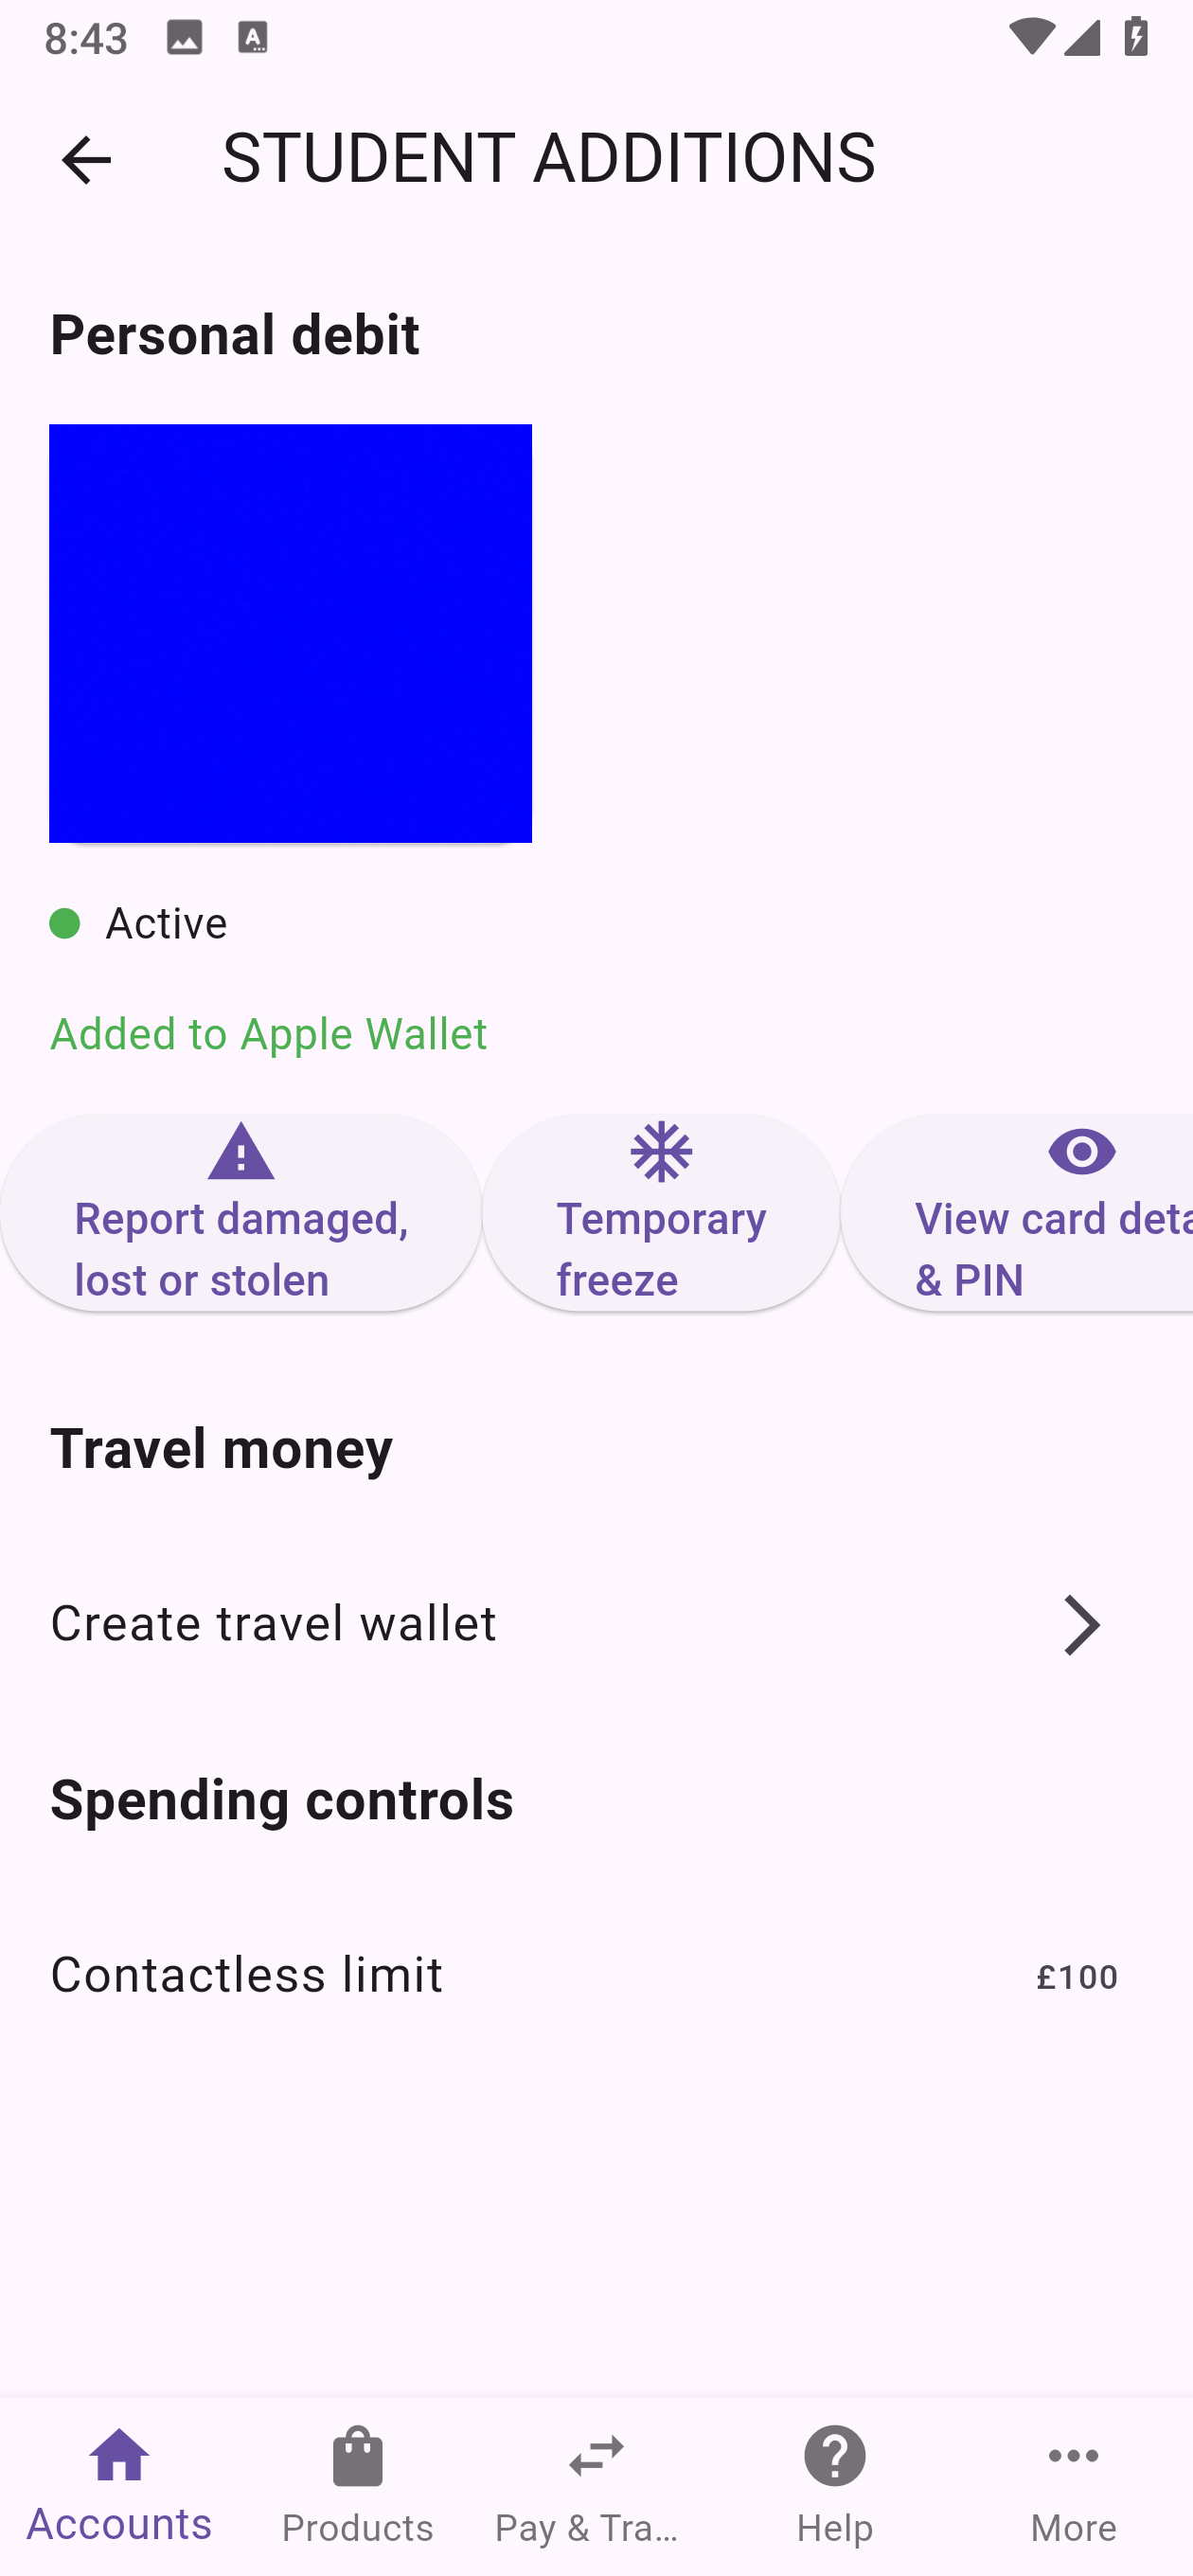 8:43
STUDENT ADDITIONS
Personal debit
Active
Added to Apple Wallet
Report damaged,
lost or stolen
Temporary
freeze
View card deta
& PIN
Travel money
Create travel wallet
Spending controls
Contactless limit
£100
Accounts
Products
Pay & Tra...
Help
More